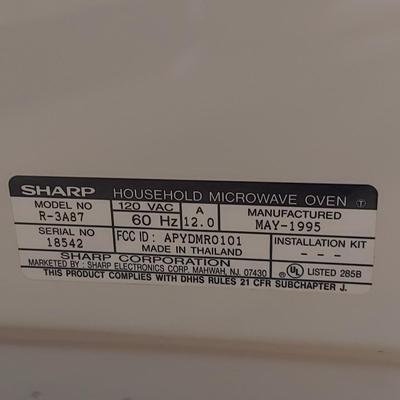 SHARP HOUSEHOLD MICROWAVE OVEN T
MODEL NO 120 VAC A MANUFACTURED
R-3A87 60 Hz 12.0 MAY-1995
SERIAL NO FCC ID: APYDMR0101 INSTALLATION KIT
18542 MADE IN THAILAND - - -
SHARP CORPORATION
MARKETED BY: SHARP ELECTRONICS CORP. MAHWAH, NJ. 07430 UL LISTED 285B
THIS PRODUCT COMPLIES WITH DHHS RULES 21 CFR SUBCHAPTER J.